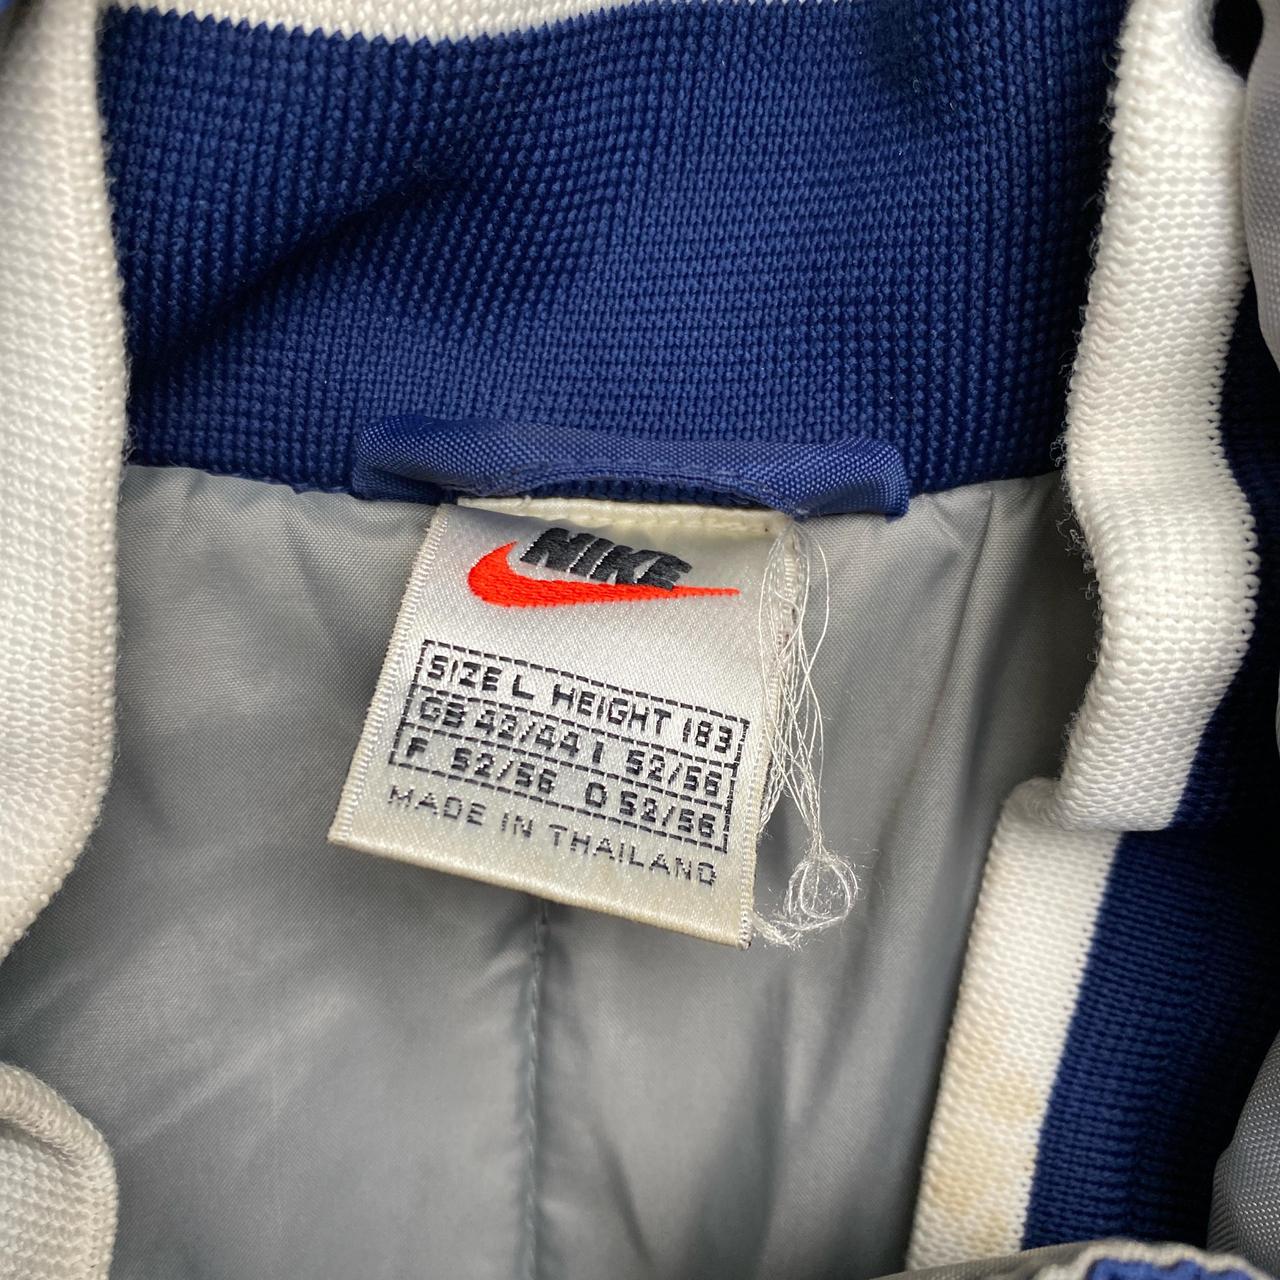 NIKE
SIZE L HEIGHT 183
GB 42/44 I 52/56
F 52/56 D 52/56
MADE IN THAILAND